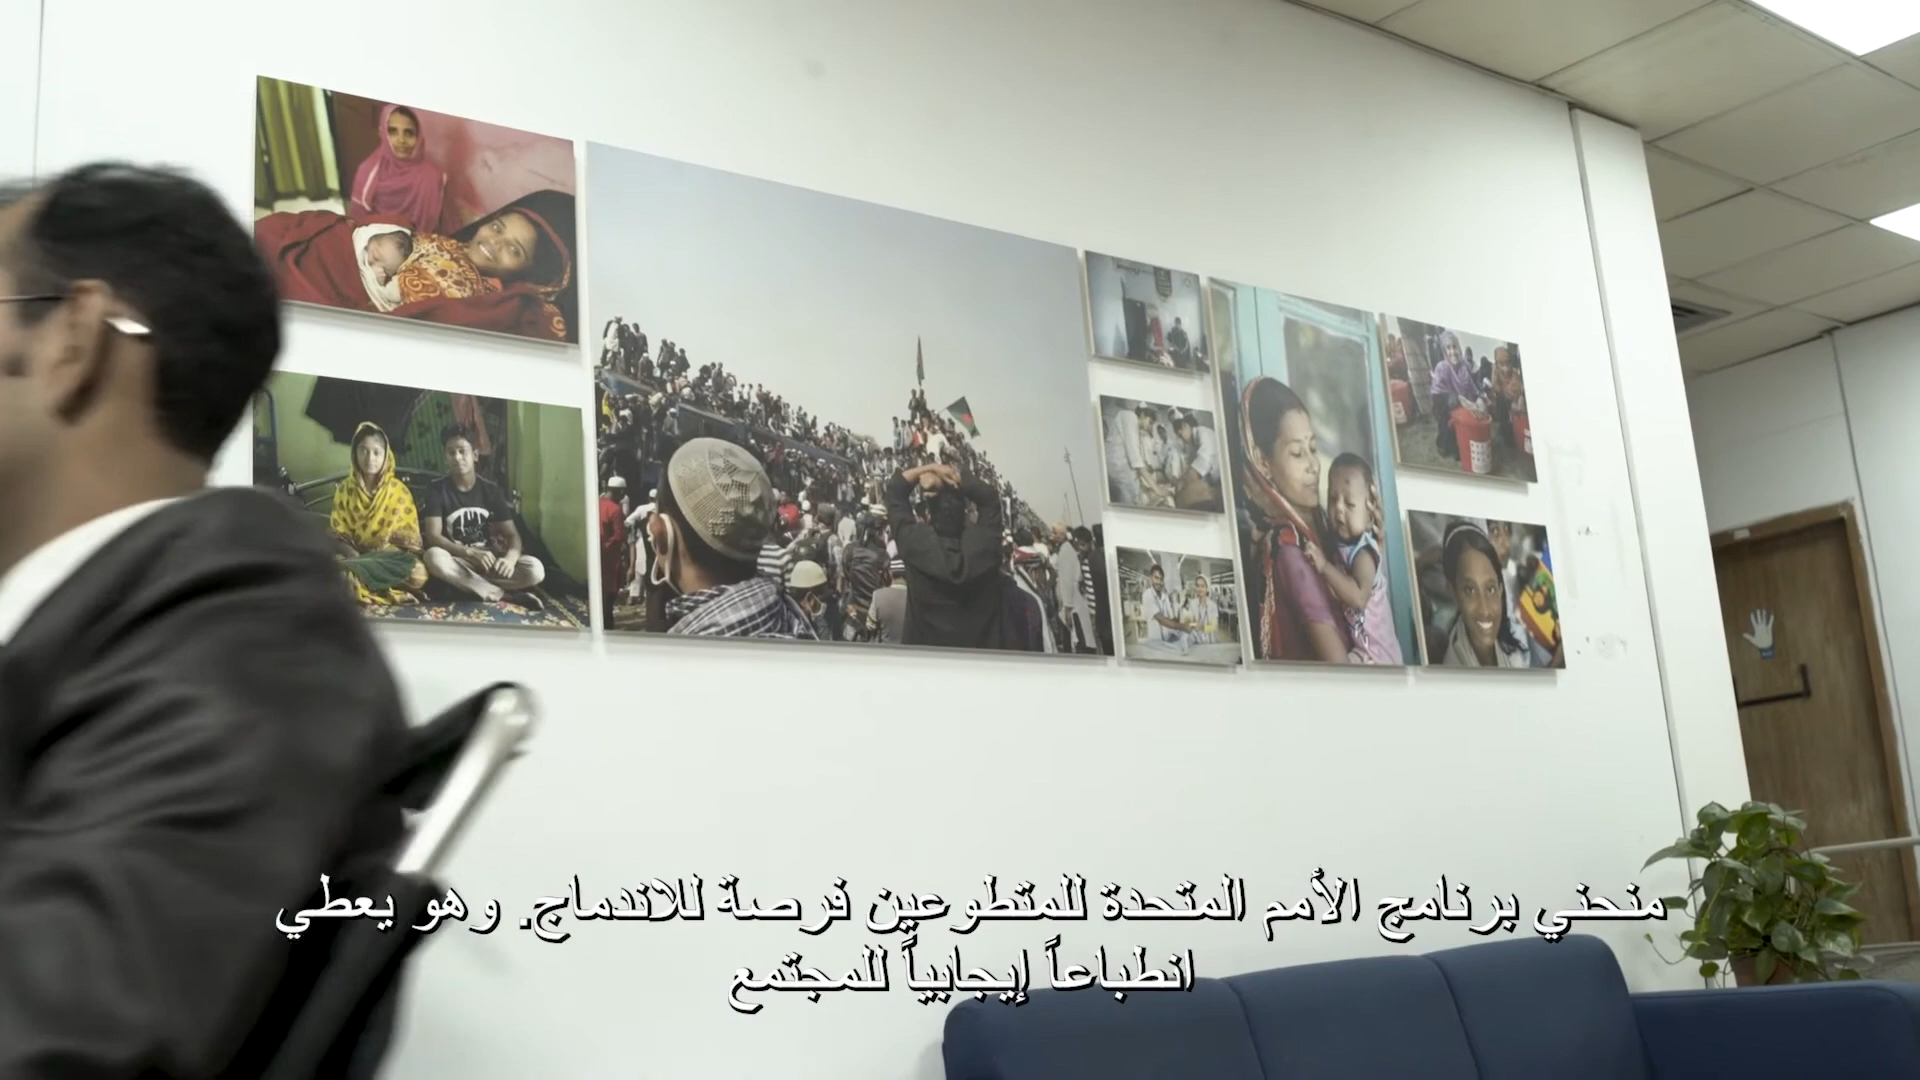 منحني برنامج الأمم المتحدة للمتطوعين فرصة للاندماج. وهو يعطي
انطباعاً إيجابياً للمجتمع